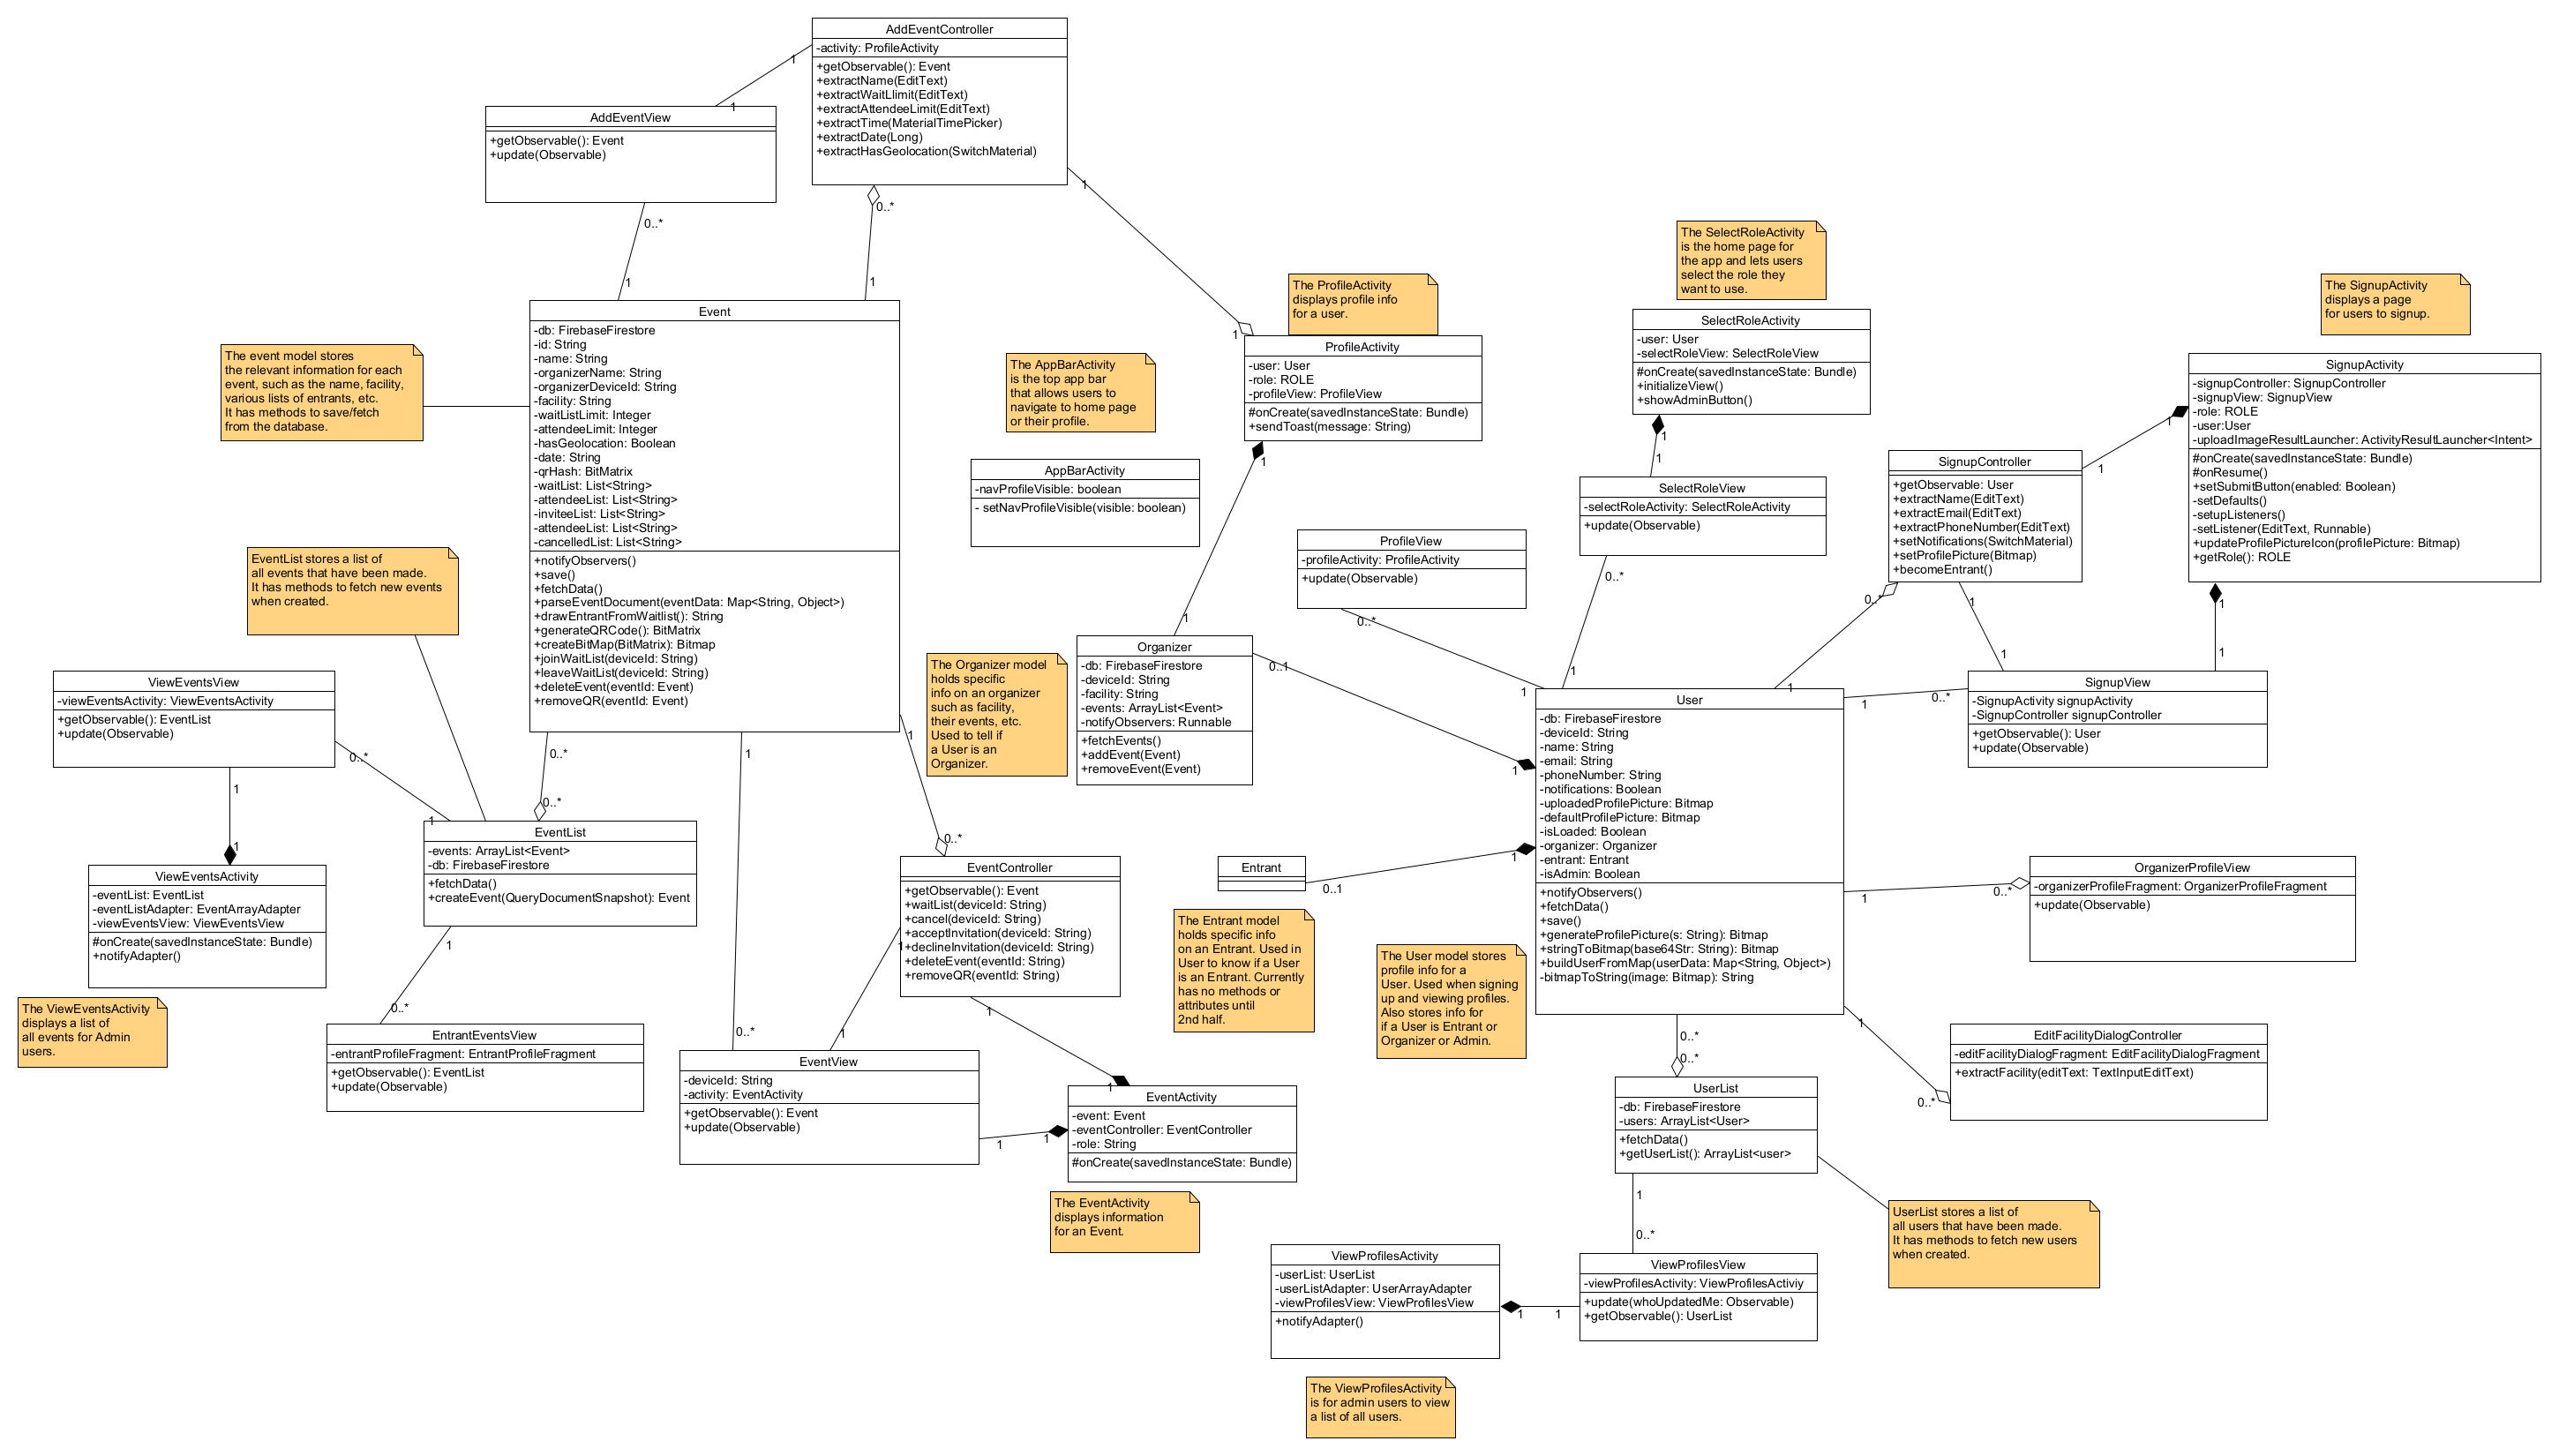 AddEventController
-activity: ProfileActivity
+getObservable(): Event
+extractName(EditText)
+extractWaitLlimit(EditText)
+extractAttendeeLimit(EditText)
+extractTime(MaterialTimePicker)
+extractDate(Long)
+extractHasGeolocation(SwitchMaterial)
1
1
AddEventView
+getObservable(): Event
+update(Observable)
0..*
1
0..*
1
1
1
The SelectRoleActivity
is the home page for
the app and lets users
select the role they
want to use.
The ProfileActivity
displays profile info
for a user.
The SignupActivity
displays a page
for users to signup.
Event
-db: FirebaseFirestore
-id: String
-name: String
-organizerName: String
-organizerDeviceId: String
-facility: String
-waitListLimit: Integer
-attendeeLimit: Integer
-hasGeolocation: Boolean
-date: String
-qrHash: BitMatrix
-waitList: List<String>
-attendeeList: List<String>
-inviteeList: List<String>
-attendeeList: List<String>
-cancelledList: List<String>
+notifyObservers()
+save()
+fetchData()
+parseEventDocument(eventData: Map<String, Object>)
+drawEntrantFromWaitlist(): String
+generateQRCode(): BitMatrix
+createBitMap(BitMatrix): Bitmap
+joinWaitList(deviceId: String)
+leaveWaitList(deviceId: String)
+deleteEvent(eventId: Event)
+removeQR(eventId: Event)
The event model stores
the relevant information for each
event, such as the name, facility,
various lists of entrants, etc.
It has methods to save/fetch
from the database.
The AppBarActivity
is the top app bar
that allows users to
navigate to home page
or their profile.
AppBarActivity
-navProfileVisible: boolean
- setNavProfileVisible(visible: boolean)
ProfileActivity
-user: User
-role: ROLE
-profileView: ProfileView
#onCreate(savedInstanceState: Bundle)
+sendToast(message: String)
1
1
SelectRoleActivity
-user: User
-selectRoleView: SelectRoleView
#onCreate(savedInstanceState: Bundle)
+initializeView()
+showAdminButton()
1
1
SelectRoleView
-selectRoleActivity: SelectRoleActivity
+update(Observable)
0..*
1
ProfileView
-profileActivity: ProfileActivity
+update(Observable)
0..*
1
SignupActivity
-signupController: SignupController
-signupView: SignupView
-role: ROLE
-user:User
-uploadImageResultLauncher: ActivityResultLauncher<Intent>
#onCreate(savedInstanceState: Bundle)
#onResume()
+setSubmitButton(enabled: Boolean)
-setDefaults()
-setupListeners()
-setListener(EditText, Runnable)
+updateProfilePictureIcon(profilePicture: Bitmap)
+getRole(): ROLE
1
1
1
1
SignupController
+getObservable: User
+extractName(EditText)
+extractEmail(EditText)
+extractPhoneNumber(EditText)
+setNotifications(SwitchMaterial)
+setProfilePicture(Bitmap)
+becomeEntrant()
0..*
1
1
1
SignupView
-SignupActivity signupActivity
-SignupController signupController
+getObservable(): User
+update(Observable)
1
0..*
EventList stores a list of
all events that have been made.
It has methods to fetch new events
when created.
ViewEventsView
-viewEventsActivity: ViewEventsActivity
+getObservable(): EventList
+update(Observable)
0..*
1
1
1
ViewEventsActivity
-eventList: EventList
-eventListAdapter: EventArrayAdapter
-viewEventsView: ViewEventsView
#onCreate(savedInstanceState: Bundle)
+notifyAdapter()
The ViewEventsActivity
displays a list of
all events for Admin
users.
0..*
0..*
EventList
-events: ArrayList<Event>
-db: FirebaseFirestore
+fetchData()
+createEvent(QueryDocumentSnapshot): Event
1
0..*
EntrantEventsView
-entrantProfileFragment: EntrantProfileFragment
+getObservable(): EventList
+update(Observable)
1
0..*
1
0..*
The Organizer model
holds specific
info on an organizer
such as facility,
their events, etc.
Used to tell if
a User is an
Organizer.
Organizer
-db: FirebaseFirestore
-deviceId: String
-facility: String
-events: ArrayList<Event>
-notifyObservers: Runnable
+fetchEvents()
+addEvent(Event)
+removeEvent(Event)
0..1
1
EventController
+getObservable(): Event
+waitList(deviceId: String)
+cancel(deviceId: String)
+acceptInvitation(deviceId: String)
+declineInvitation(deviceId: String)
+deleteEvent(eventId: String)
+removeQR(eventId: String)
1
1
1
1
EventView
-deviceId: String
-activity: EventActivity
+getObservable(): Event
+update(Observable)
1
1
EventActivity
-event: Event
-eventController: EventController
-role: String
#onCreate(savedInstanceState: Bundle)
The EventActivity
displays information
for an Event.
Entrant
0..1
1
The Entrant model
holds specific info
on an Entrant. Used in
User to know if a User
is an Entrant. Currently
has no methods or
attributes until
2nd half.
The User model stores
profile info for a
User. Used when signing
up and viewing profiles.
Also stores info for
if a User is Entrant or
Organizer or Admin.
User
-db: FirebaseFirestore
-deviceId: String
-name: String
-email: String
-phoneNumber: String
-notifications: Boolean
-uploadedProfilePicture: Bitmap
-defaultProfilePicture: Bitmap
-isLoaded: Boolean
-organizer: Organizer
-entrant: Entrant
-isAdmin: Boolean
+notifyObservers()
+fetchData()
+save()
+generateProfilePicture(s: String): Bitmap
+stringToBitmap(base64Str: String): Bitmap
+buildUserFromMap(userData: Map<String, Object>)
-bitmapToString(image: Bitmap): String
1
0..*
OrganizerProfileView
-organizerProfileFragment: OrganizerProfileFragment
+update(Observable)
1
0..*
EditFacilityDialogController
-editFacilityDialogFragment: EditFacilityDialogFragment
+extractFacility(editText: TextInputEditText)
0..*
0..*
UserList
-db: FirebaseFirestore
-users: ArrayList<User>
+fetchData()
+getUserList(): ArrayList<user>
1
0..*
UserList stores a list of
all users that have been made.
It has methods to fetch new users
when created.
ViewProfilesActivity
-userList: UserList
-userListAdapter: UserArrayAdapter
-viewProfilesView: ViewProfilesView
+notifyAdapter()
1
1
ViewProfilesView
-viewProfilesActivity: ViewProfilesActiviy
+update(whoUpdatedMe: Observable)
+getObservable(): UserList
The ViewProfilesActivity
is for admin users to view
a list of all users.